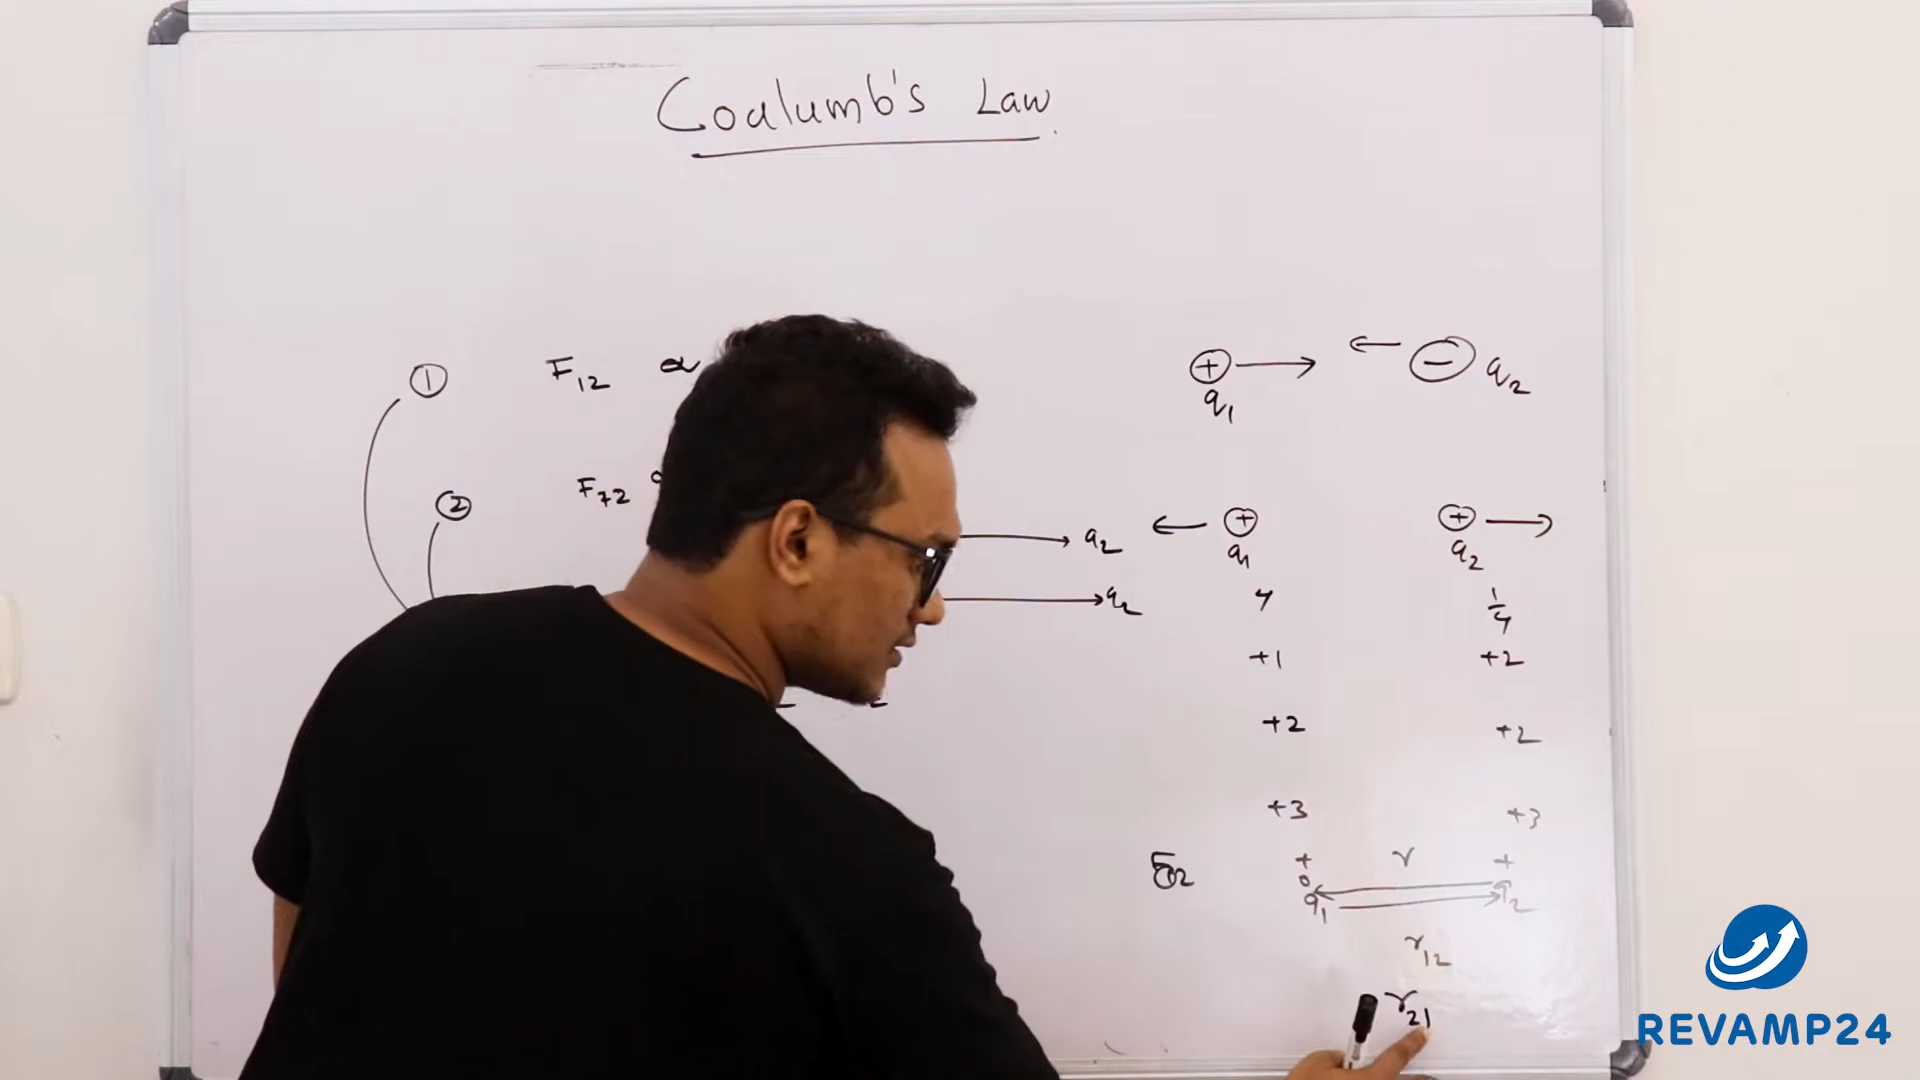 Coalumb's Law
1 F12 ∝
+ → ← - q2
q1
2 F12
← + + →
q1 q2
q2
q2
4 1/4
+1 +2
+2 +2
+3 +3
+ r +
q1 q2
r12
r21
REVAMP24